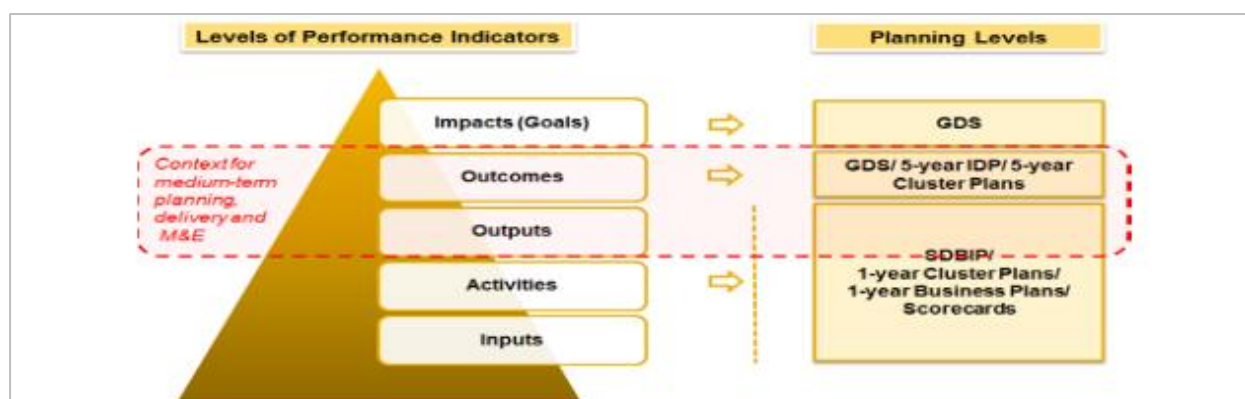 Levels of Performance Indicators
Planning Levels
Impacts (Goals)
GDS
Context for
medium-term
planning,
delivery and
M&E
Outcomes
GDS/ 5-year IDP/ 5-year
Cluster Plans
Outputs
Activities
Inputs
SDBIP/
1-year Cluster Plans/
1-year Business Plans/
Scorecards